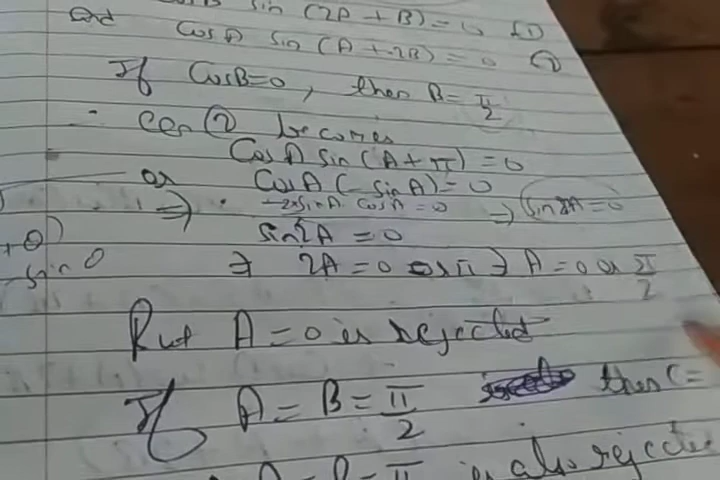 sin (2A + B) = 0 (1)
and Cos A sin (A + 2B) = 0 (2)
If Cos B = 0, then B = π/2
∴ (2) becomes
Cos A sin (A + π) = 0
or Cos A (- sin A) = 0
⇒ -2 sin A cos A = 0 ⇒ sin 2A = 0
sin 2A = 0
+ θ)
sin θ
⇒ 2A = 0 or π ⇒ A = 0 or π/2
But A = 0 is rejected
If A = B = π/2 then C =
is also rejected